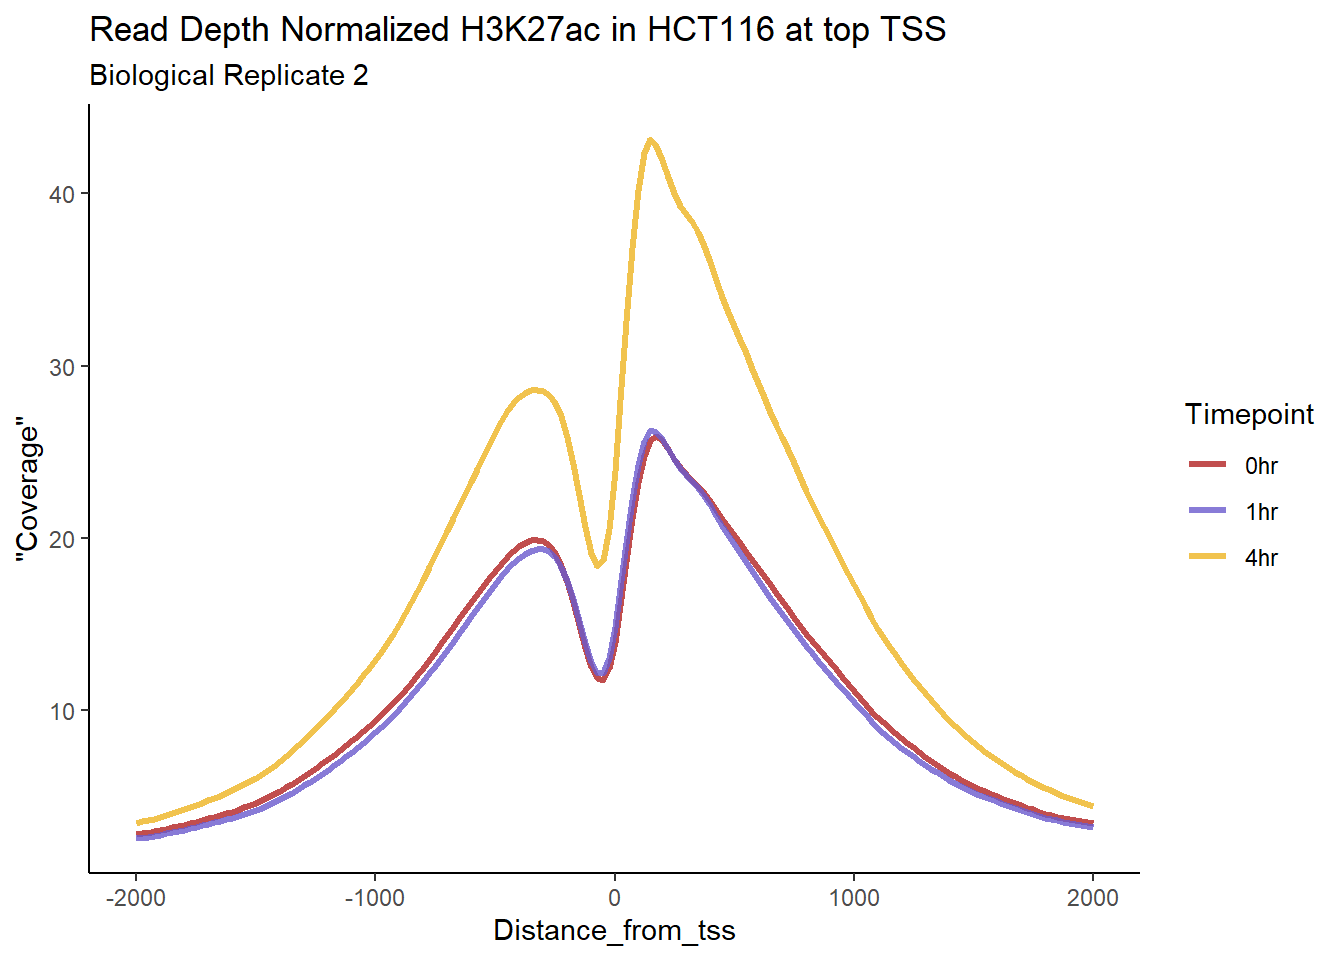 Read Depth Normalized H3K27ac in HCT116 at top TSS
Biological Replicate 2
40
30
20
10
"Coverage"
-2000
-1000
0
1000
2000
Distance_from_tss
Timepoint
0hr
1hr
4hr